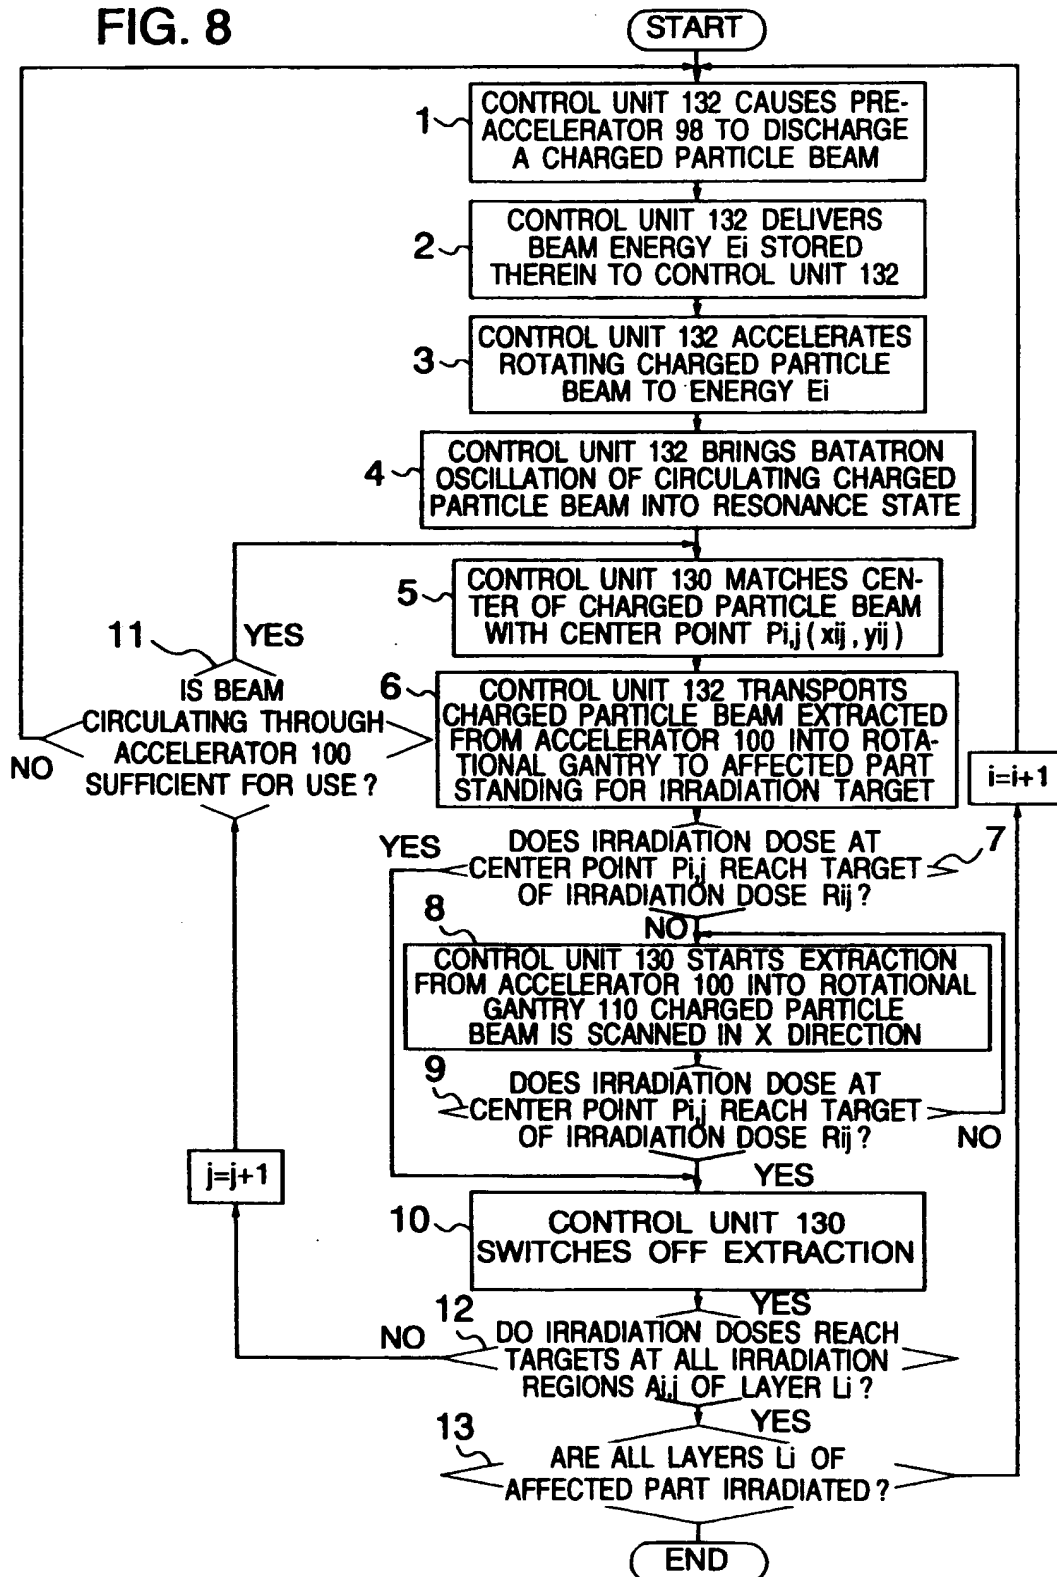 FIG. 8
START
1
CONTROL UNIT 132 CAUSES PRE-
ACCELERATOR 98 TO DISCHARGE
A CHARGED PARTICLE BEAM
2
CONTROL UNIT 132 DELIVERS
BEAM ENERGY Ei STORED
THEREIN TO CONTROL UNIT 132
3
CONTROL UNIT 132 ACCELERATES
ROTATING CHARGED PARTICLE
BEAM TO ENERGY Ei
4
CONTROL UNIT 132 BRINGS BATATRON
OSCILLATION OF CIRCULATING CHARGED
PARTICLE BEAM INTO RESONANCE STATE
5
CONTROL UNIT 130 MATCHES CEN-
TER OF CHARGED PARTICLE BEAM
WITH CENTER POINT Pi,j (xij, yij)
11
YES
IS BEAM
CIRCULATING THROUGH
ACCELERATOR 100
SUFFICIENT FOR USE?
NO
6
CONTROL UNIT 132 TRANSPORTS
CHARGED PARTICLE BEAM EXTRACTED
FROM ACCELERATOR 100 INTO ROTA-
TIONAL GANTRY TO AFFECTED PART
STANDING FOR IRRADIATION TARGET
i=i+1
YES
DOES IRRADIATION DOSE AT
CENTER POINT Pi,j REACH TARGET
OF IRRADIATION DOSE Rij?
7
NO
8
CONTROL UNIT 130 STARTS EXTRACTION
FROM ACCELERATOR 100 INTO ROTATIONAL
GANTRY 110 CHARGED PARTICLE
BEAM IS SCANNED IN X DIRECTION
9
DOES IRRADIATION DOSE AT
CENTER POINT Pi,j REACH TARGET
OF IRRADIATION DOSE Rij?
NO
YES
j=j+1
10
CONTROL UNIT 130
SWITCHES OFF EXTRACTION
YES
12
NO
DO IRRADIATION DOSES REACH
TARGETS AT ALL IRRADIATION
REGIONS Ai,j OF LAYER Li?
YES
13
ARE ALL LAYERS Li OF
AFFECTED PART IRRADIATED?
END